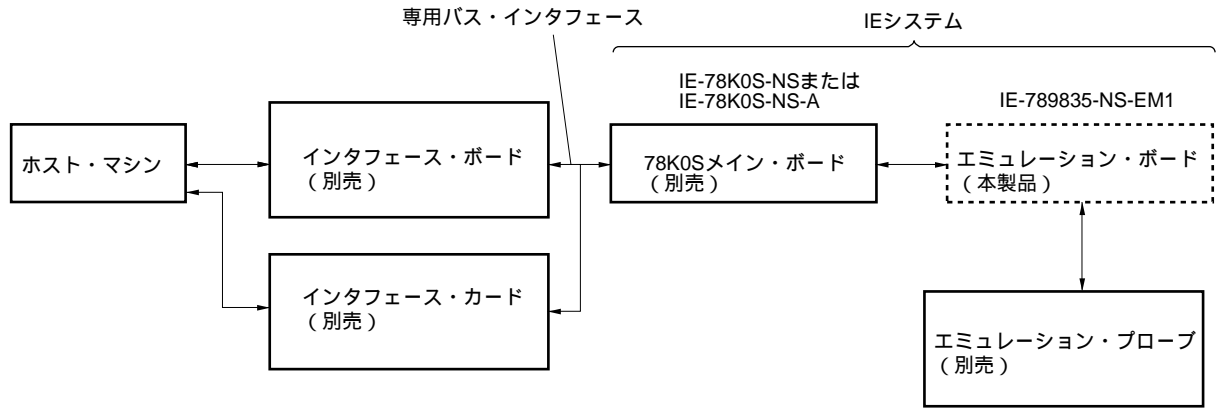 専用バス・インタフェース
IEシステム
IE-78K0S-NSまたは
IE-78K0S-NS-A
IE-789835-NS-EM1
ホスト・マシン
インタフェース・ボード
(別売)
78K0Sメイン・ボード
(別売)
エミュレーション・ボード
(本製品)
インタフェース・カード
(別売)
エミュレーション・プローブ
(別売)